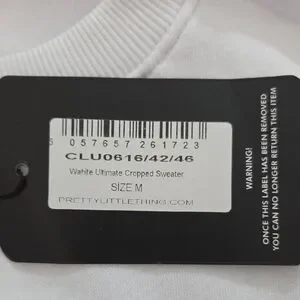 3 057657 261723
CLU0616/42/46
Wahite Ultimate Cropped Sweater
SIZE M
PRETTYLITTLETHING.COM
WARNING!
ONCE THIS LABEL HAS BEEN REMOVED
YOU CAN NO LONGER RETURN THIS ITEM